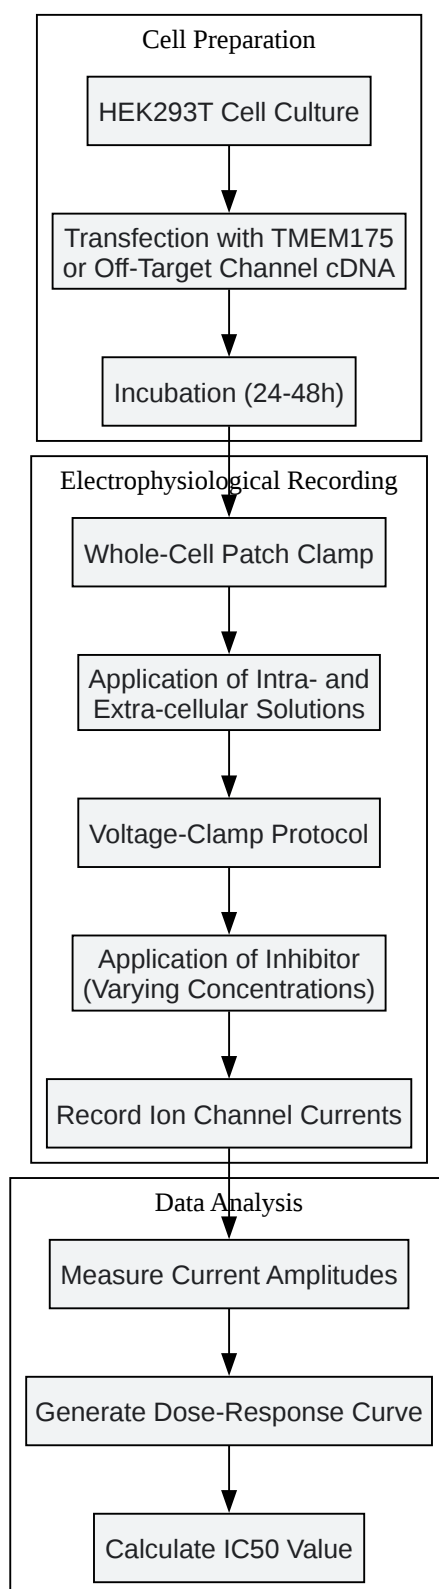 Cell Preparation
HEK293T Cell Culture
Transfection with TMEM175
or Off-Target Channel cDNA
Incubation (24-48h)
Electrophysiological Recording
Whole-Cell Patch Clamp
Application of Intra- and
Extra-cellular Solutions
Voltage-Clamp Protocol
Application of Inhibitor
(Varying Concentrations)
Record Ion Channel Currents
Data Analysis
Measure Current Amplitudes
Generate Dose-Response Curve
Calculate IC50 Value